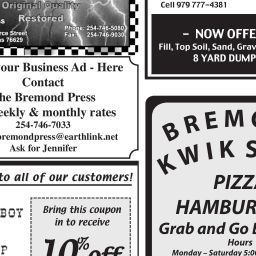 Original Quality
Restored
Phone: 254-746-5080
Fax: 254-746-9030
rce Street
as 76629
our Business Ad - Here
Contact
he Bremond Press
eekly & monthly rates
254-746-7033
bremondpress@earthlink.net
Ask for Jennifer
to all of our customers!
BOY
Bring this coupon
in to receive
10% off
Cell 979 777-4381
- NOW OFFE
Fill, Top Soil, Sand, Grav
8 YARD DUMP
BREMO
KWIK S
PIZZ
HAMBUR
Grab and Go B
Hours
Monday - Saturday 5:0